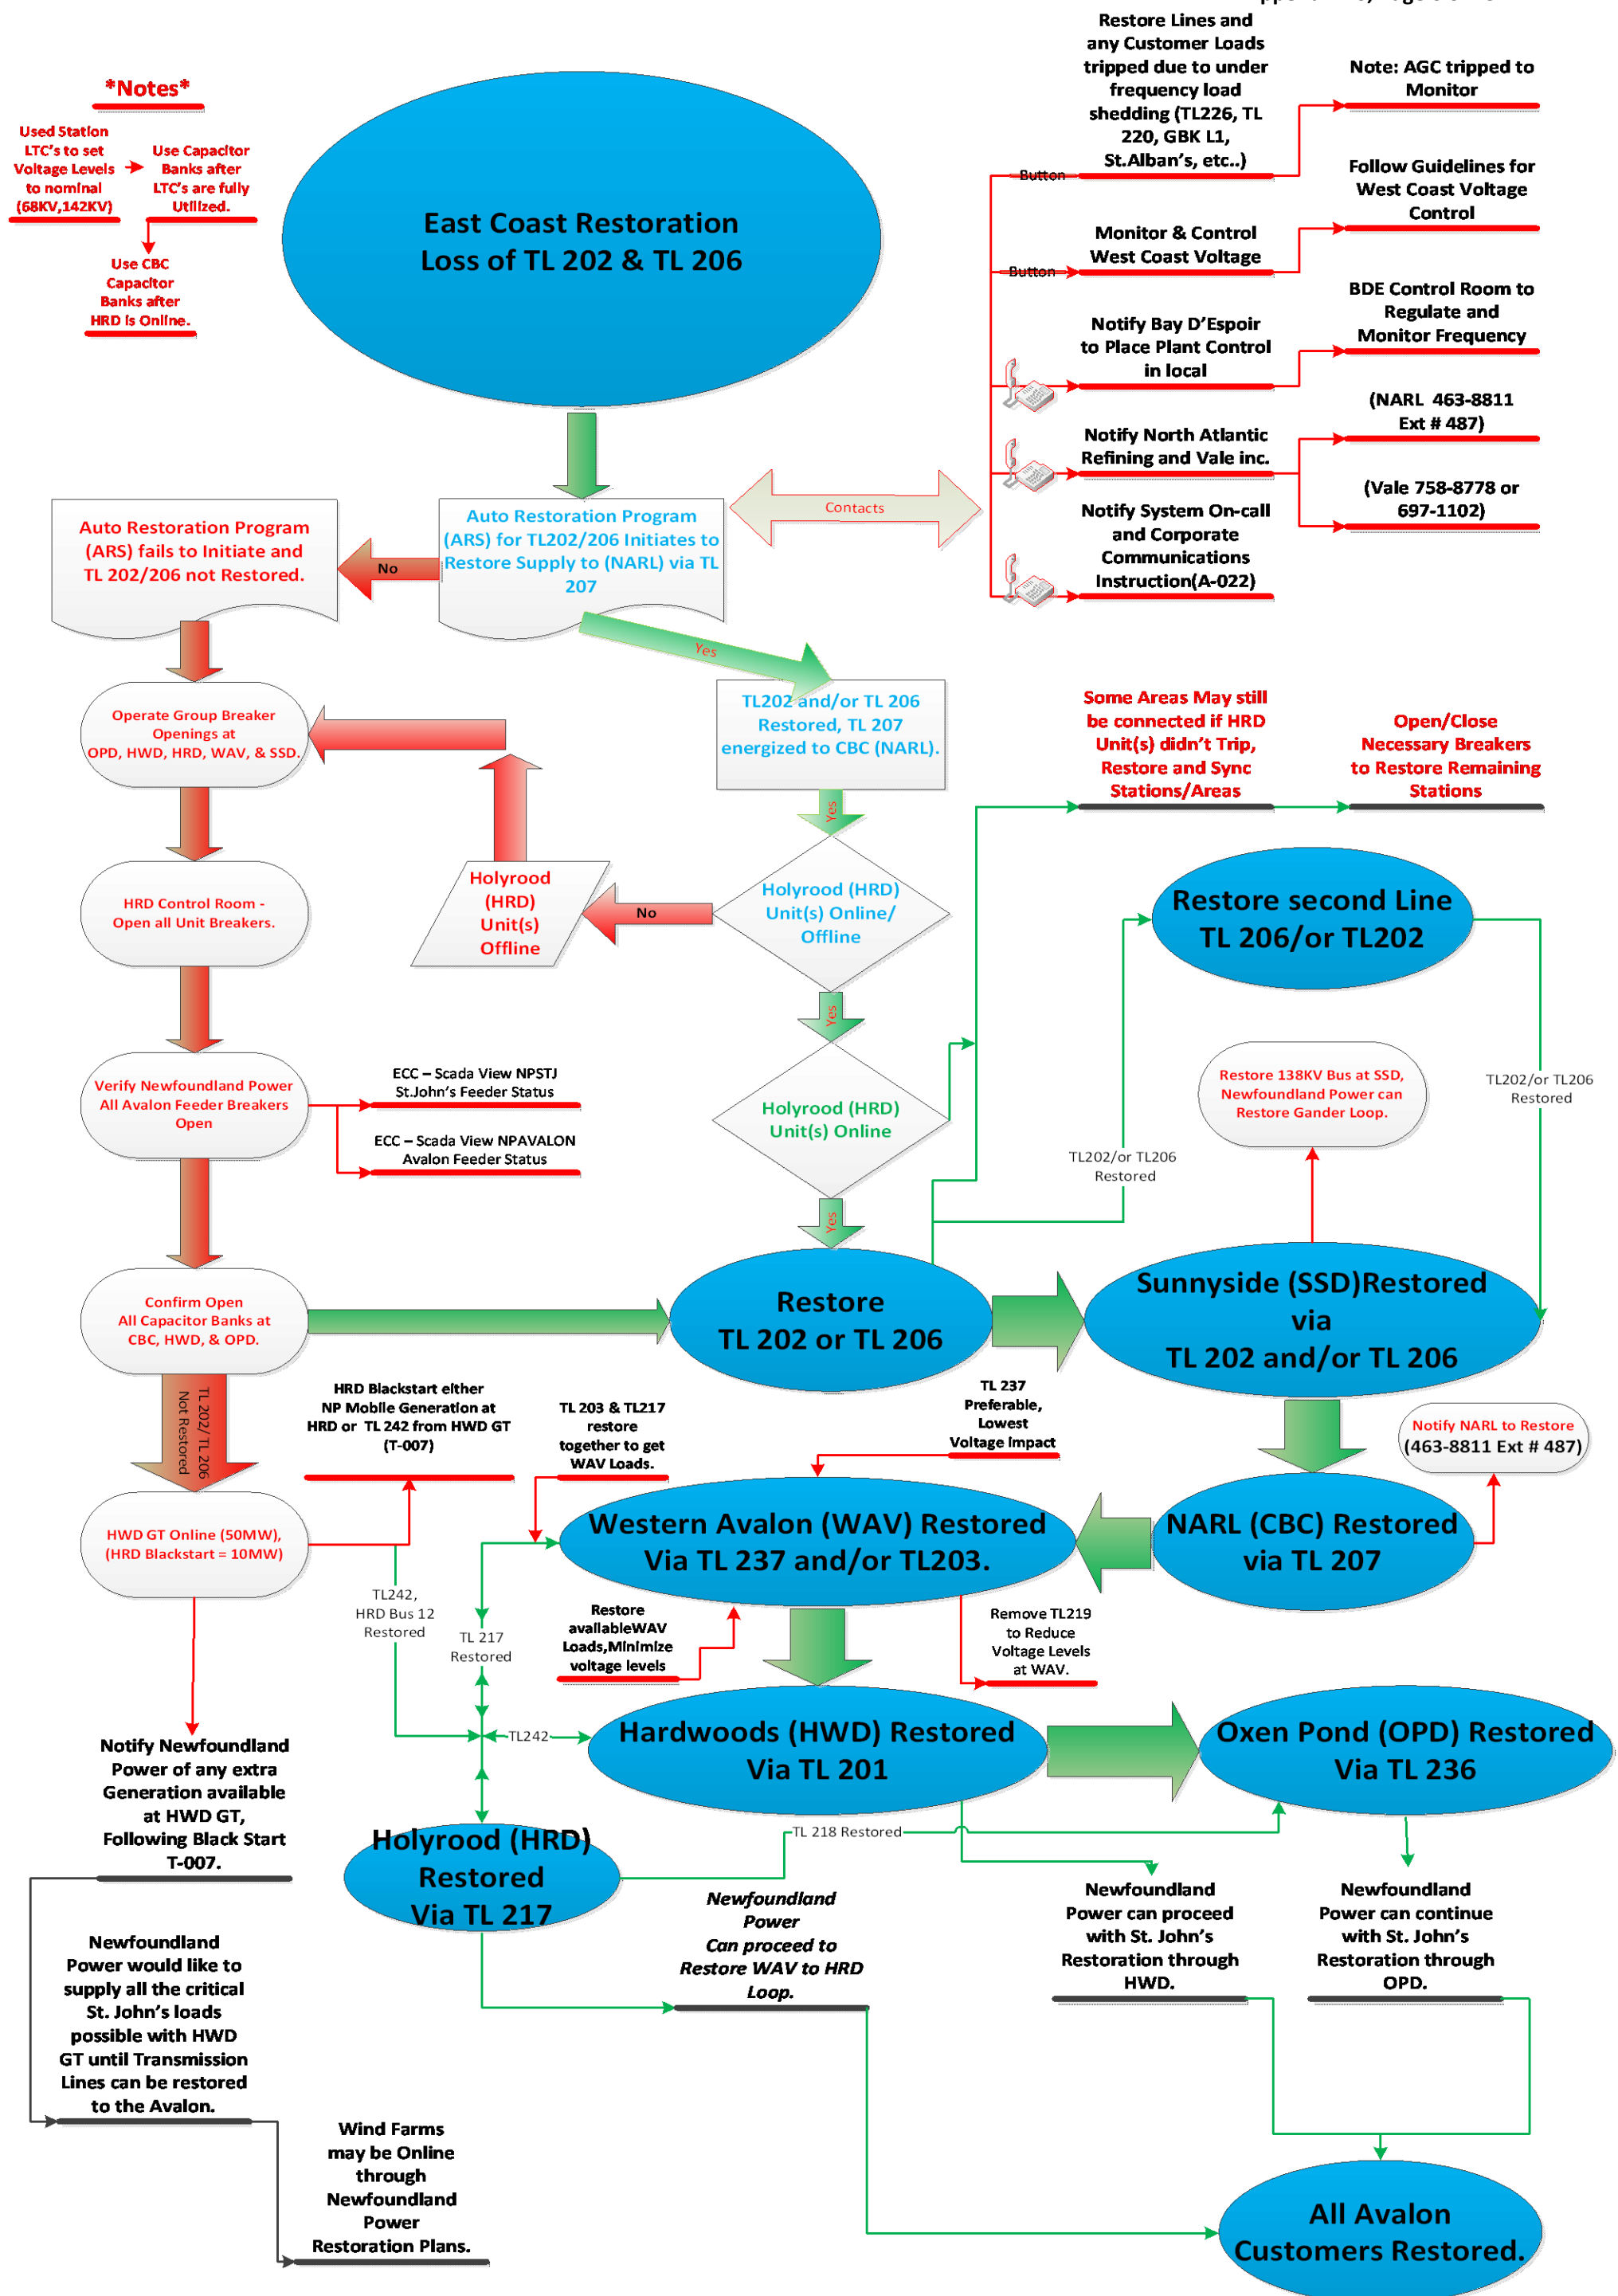 *Notes*
Used Station
LTC's to set
Voltage Levels
to nominal
(68KV,142KV)
Use Capacitor
Banks after
LTC's are fully
Utilized.
Use CBC
Capacitor
Banks after
HRD is Online.
East Coast Restoration
Loss of TL 202 & TL 206
Restore Lines and
any Customer Loads
tripped due to under
frequency load
shedding (TL226, TL
220, GBK L1,
St.Alban's, etc..)
Button
Note: AGC tripped to
Monitor
Monitor & Control
West Coast Voltage
Button
Follow Guidelines for
West Coast Voltage
Control
Notify Bay D'Espoir
to Place Plant Control
in local
BDE Control Room to
Regulate and
Monitor Frequency
Notify North Atlantic
Refining and Vale inc.
(NARL  463-8811
Ext # 487)
(Vale 758-8778 or
697-1102)
Notify System On-call
and Corporate
Communications
Instruction(A-022)
Contacts
Auto Restoration Program
(ARS) for TL202/206 Initiates to
Restore Supply to (NARL) via TL
207
No
Auto Restoration Program
(ARS) fails to Initiate and
TL 202/206 not Restored.
Yes
TL202 and/or TL 206
Restored, TL 207
energized to CBC (NARL).
Yes
Operate Group Breaker
Openings at
OPD, HWD, HRD, WAV, & SSD.
Some Areas May still
be connected if HRD
Unit(s) didn't Trip,
Restore and Sync
Stations/Areas
Open/Close
Necessary Breakers
to Restore Remaining
Stations
HRD Control Room -
Open all Unit Breakers.
Holyrood
(HRD)
Unit(s)
Offline
No
Holyrood (HRD)
Unit(s) Online/
Offline
Yes
Restore second Line
TL 206/or TL202
Verify Newfoundland Power
All Avalon Feeder Breakers
Open
ECC – Scada View NPSTJ
St.John's Feeder Status
ECC – Scada View NPAVALON
Avalon Feeder Status
Holyrood (HRD)
Unit(s) Online
Yes
TL202/or TL206
Restored
Restore 138KV Bus at SSD,
Newfoundland Power can
Restore Gander Loop.
TL202/or TL206
Restored
Confirm Open
All Capacitor Banks at
CBC, HWD, & OPD.
Restore
TL 202 or TL 206
Sunnyside (SSD)Restored
via
TL 202 and/or TL 206
TL 202/ TL 206
Not Restored
HRD Blackstart either
NP Mobile Generation at
HRD or  TL 242 from HWD GT
(T-007)
TL 203 & TL217
restore
together to get
WAV Loads.
TL 237
Preferable,
Lowest
Voltage impact
Notify NARL to Restore
(463-8811 Ext # 487)
HWD GT Online (50MW),
(HRD Blackstart = 10MW)
Western Avalon (WAV) Restored
Via TL 237 and/or TL203.
NARL (CBC) Restored
via TL 207
TL242,
HRD Bus 12
Restored
TL 217
Restored
Restore
availableWAV
Loads,Minimize
voltage levels
Remove TL219
to Reduce
Voltage Levels
at WAV.
TL242
Hardwoods (HWD) Restored
Via TL 201
Oxen Pond (OPD) Restored
Via TL 236
Notify Newfoundland
Power of any extra
Generation available
at HWD GT,
Following Black Start
T-007.
Holyrood (HRD)
Restored
Via TL 217
TL 218 Restored
Newfoundland
Power
Can proceed to
Restore WAV to HRD
Loop.
Newfoundland
Power can proceed
with St. John's
Restoration through
HWD.
Newfoundland
Power can continue
with St. John's
Restoration through
OPD.
Newfoundland
Power would like to
supply all the critical
St. John's loads
possible with HWD
GT until Transmission
Lines can be restored
to the Avalon.
Wind Farms
may be Online
through
Newfoundland
Power
Restoration Plans.
All Avalon
Customers Restored.